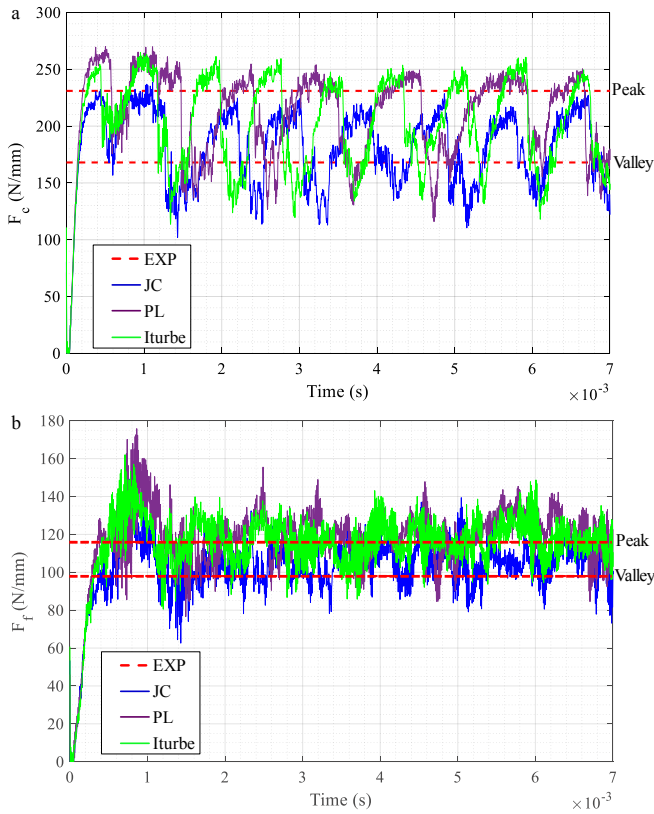 a
300
250
200
150
100
50
0
F_c (N/mm)
Peak
Valley
EXP
JC
PL
Iturbe
0 1 2 3 4 5 6 7
Time (s)
×10⁻³
b
180
160
140
120
100
80
60
40
20
0
F_f (N/mm)
Peak
Valley
EXP
JC
PL
Iturbe
0 1 2 3 4 5 6 7
Time (s)
×10⁻³